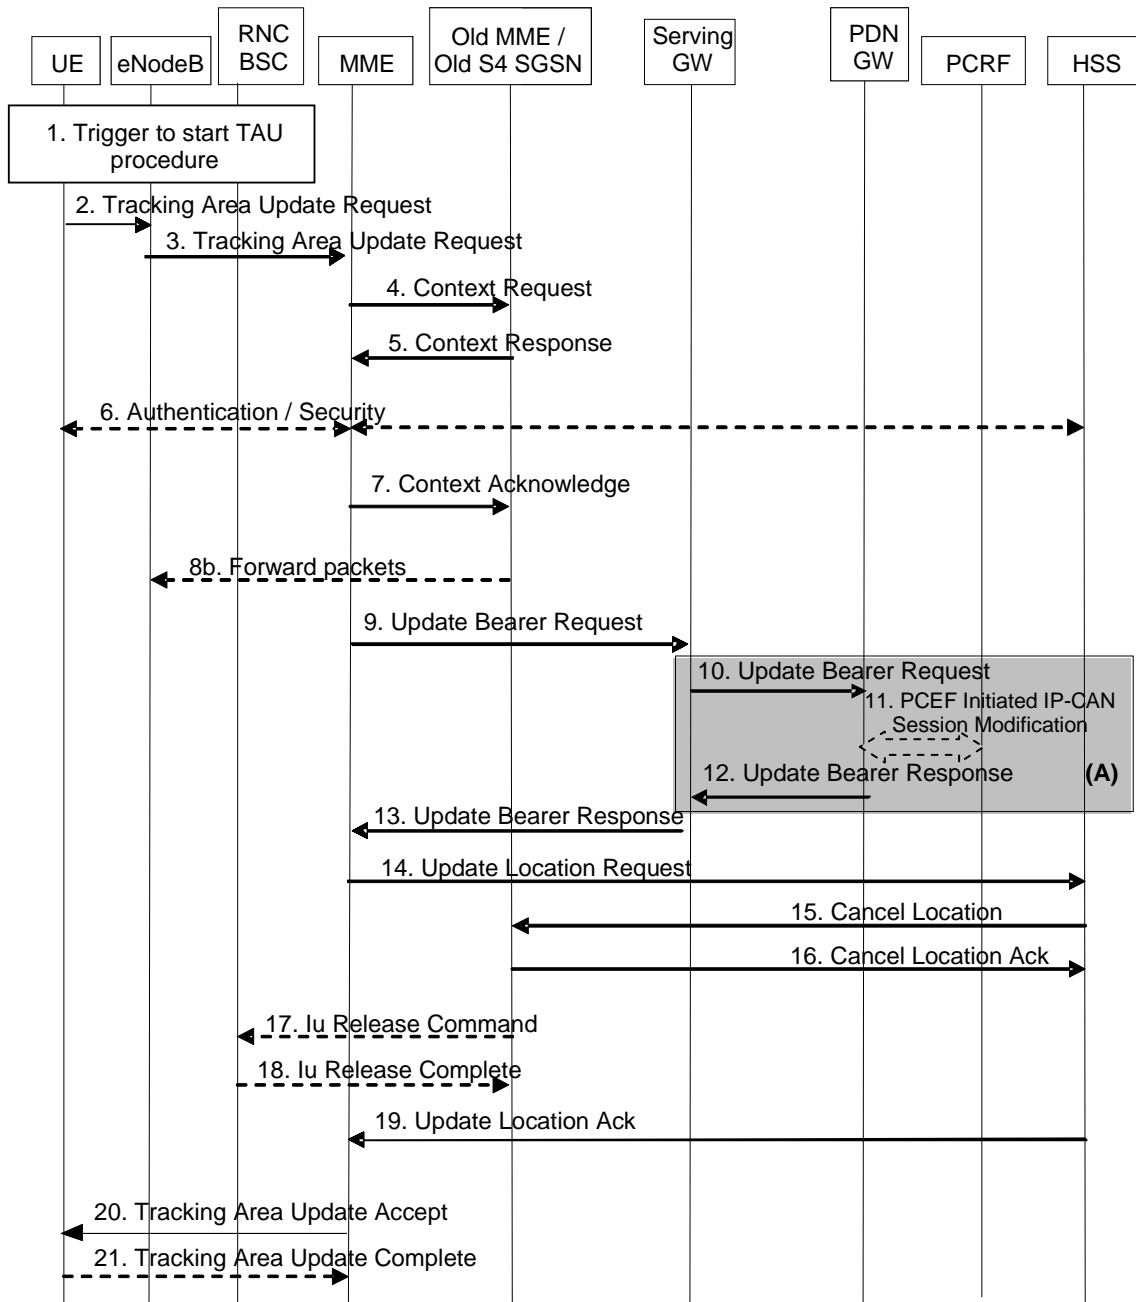 UE
eNodeB
RNC
BSC
MME
Old MME /
Old S4 SGSN
Serving
GW
PDN
GW
PCRF
HSS
1. Trigger to start TAU
procedure
2. Tracking Area Update Request
3. Tracking Area Update Request
4. Context Request
5. Context Response
6. Authentication / Security
7. Context Acknowledge
8b. Forward packets
9. Update Bearer Request
10. Update Bearer Request
11. PCEF Initiated IP-CAN
Session Modification
12. Update Bearer Response
(A)
13. Update Bearer Response
14. Update Location Request
15. Cancel Location
16. Cancel Location Ack
17. Iu Release Command
18. Iu Release Complete
19. Update Location Ack
20. Tracking Area Update Accept
21. Tracking Area Update Complete